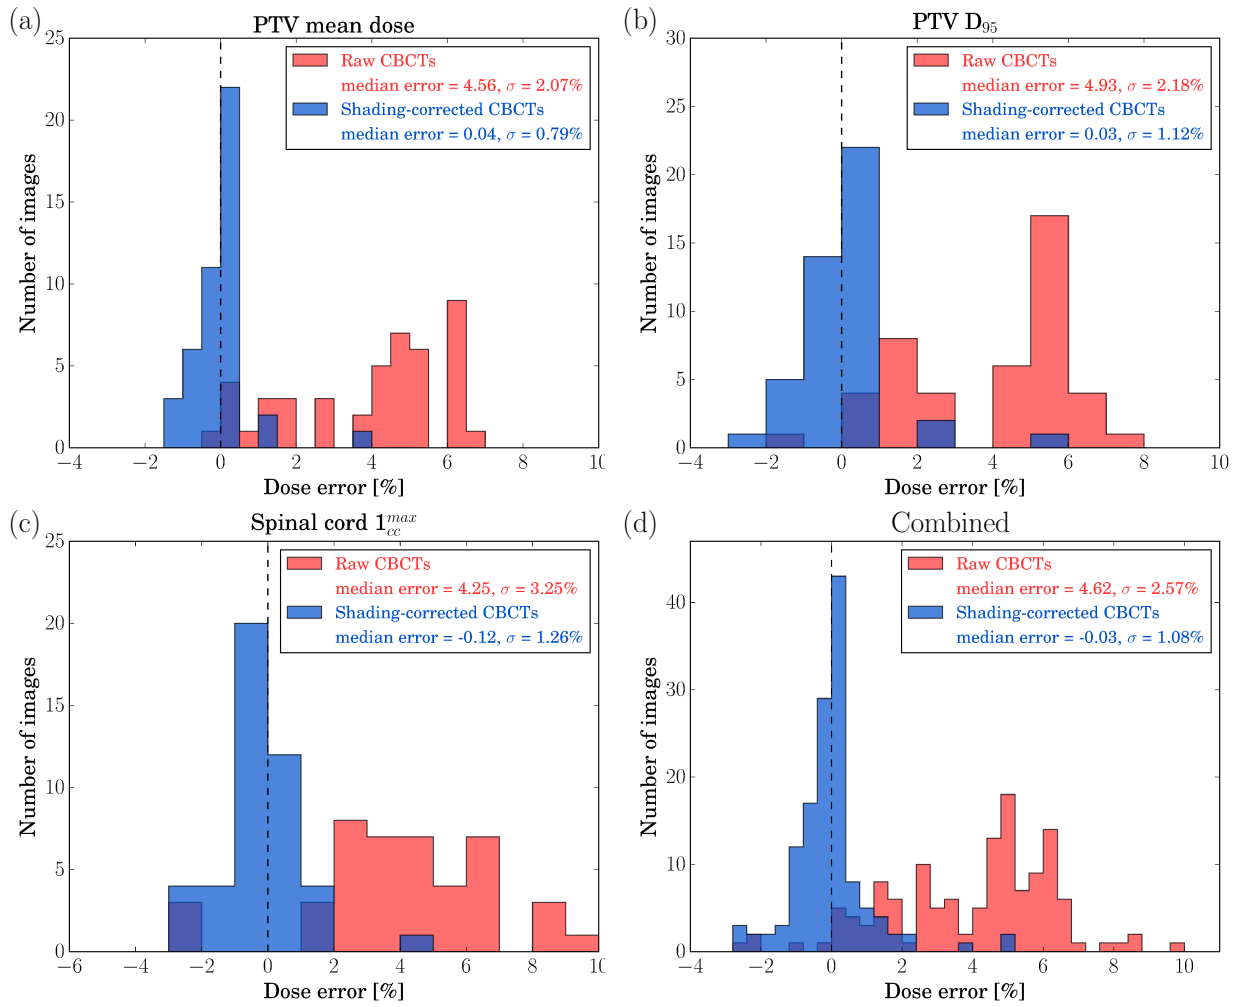 (a)
PTV mean dose
Raw CBCTs
median error = 4.56, σ = 2.07%
Shading-corrected CBCTs
median error = 0.04, σ = 0.79%
25
20
15
10
5
0
Number of images
−4 −2 0 2 4 6 8 10
Dose error [%]
(b)
PTV D95
Raw CBCTs
median error = 4.93, σ = 2.18%
Shading-corrected CBCTs
median error = 0.03, σ = 1.12%
30
25
20
15
10
5
0
Number of images
−4 −2 0 2 4 6 8 10
Dose error [%]
(c)
Spinal cord 1ccmax
Raw CBCTs
median error = 4.25, σ = 3.25%
Shading-corrected CBCTs
median error = -0.12, σ = 1.26%
25
20
15
10
5
0
Number of images
−6 −4 −2 0 2 4 6 8 10
Dose error [%]
(d)
Combined
Raw CBCTs
median error = 4.62, σ = 2.57%
Shading-corrected CBCTs
median error = -0.03, σ = 1.08%
40
30
20
10
0
Number of images
−4 −2 0 2 4 6 8 10
Dose error [%]